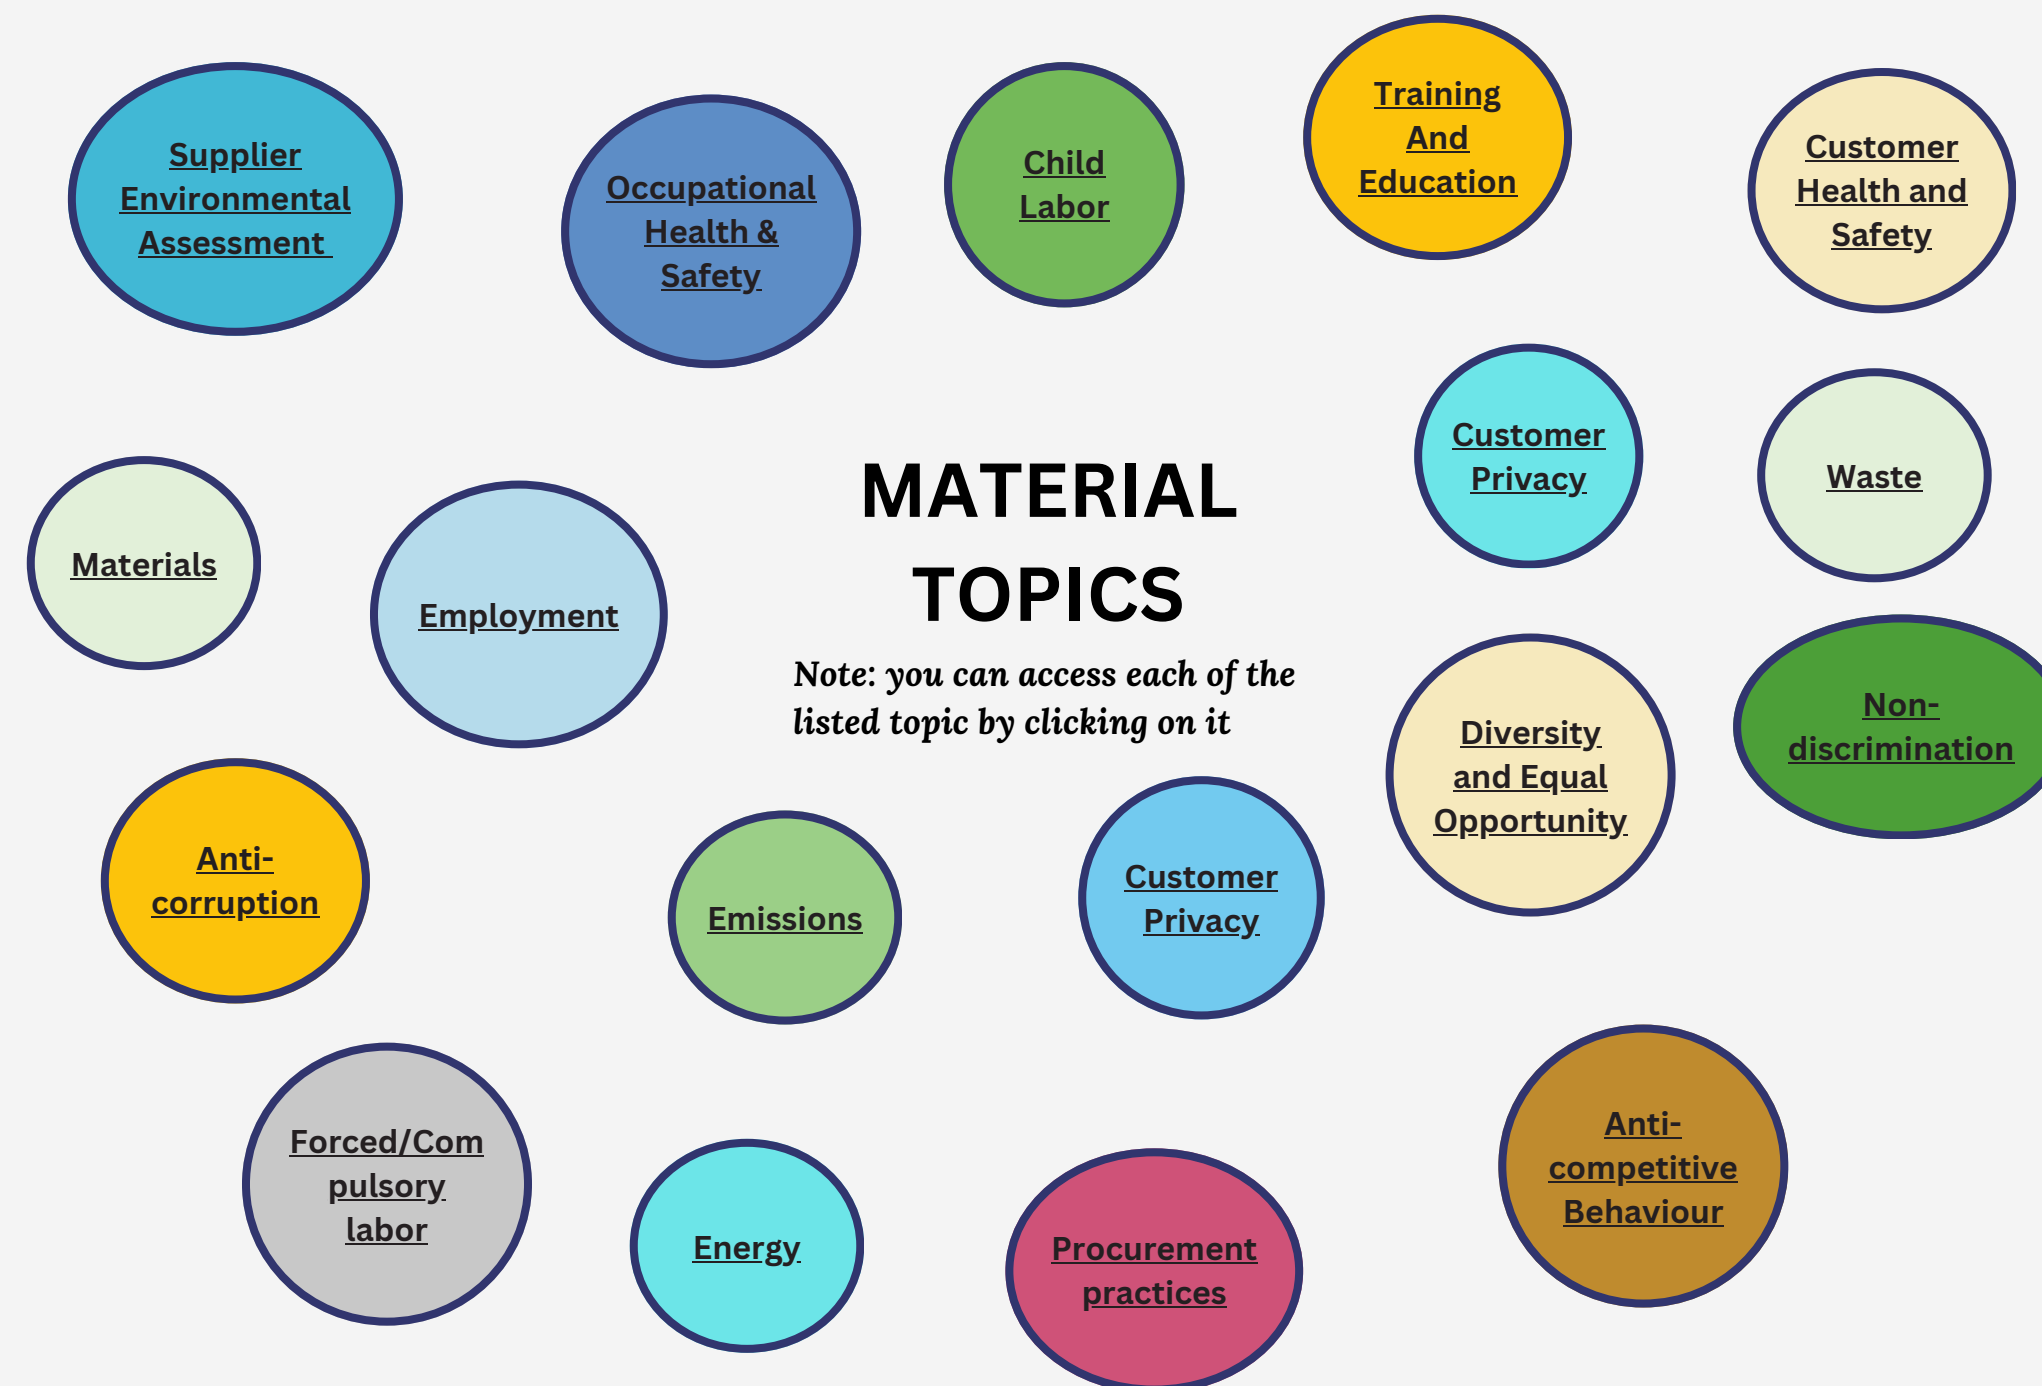 Supplier
Environmental
Assessment
Occupational
Health &
Safety
Child
Labor
Training
And
Education
Customer
Health and
Safety
Customer
Privacy
Waste
Materials
Employment
MATERIAL
TOPICS
Note: you can access each of the
listed topic by clicking on it
Diversity
and Equal
Opportunity
Non-
discrimination
Anti-
corruption
Emissions
Customer
Privacy
Forced/Com
pulsory
labor
Energy
Procurement
practices
Anti-
competitive
Behaviour